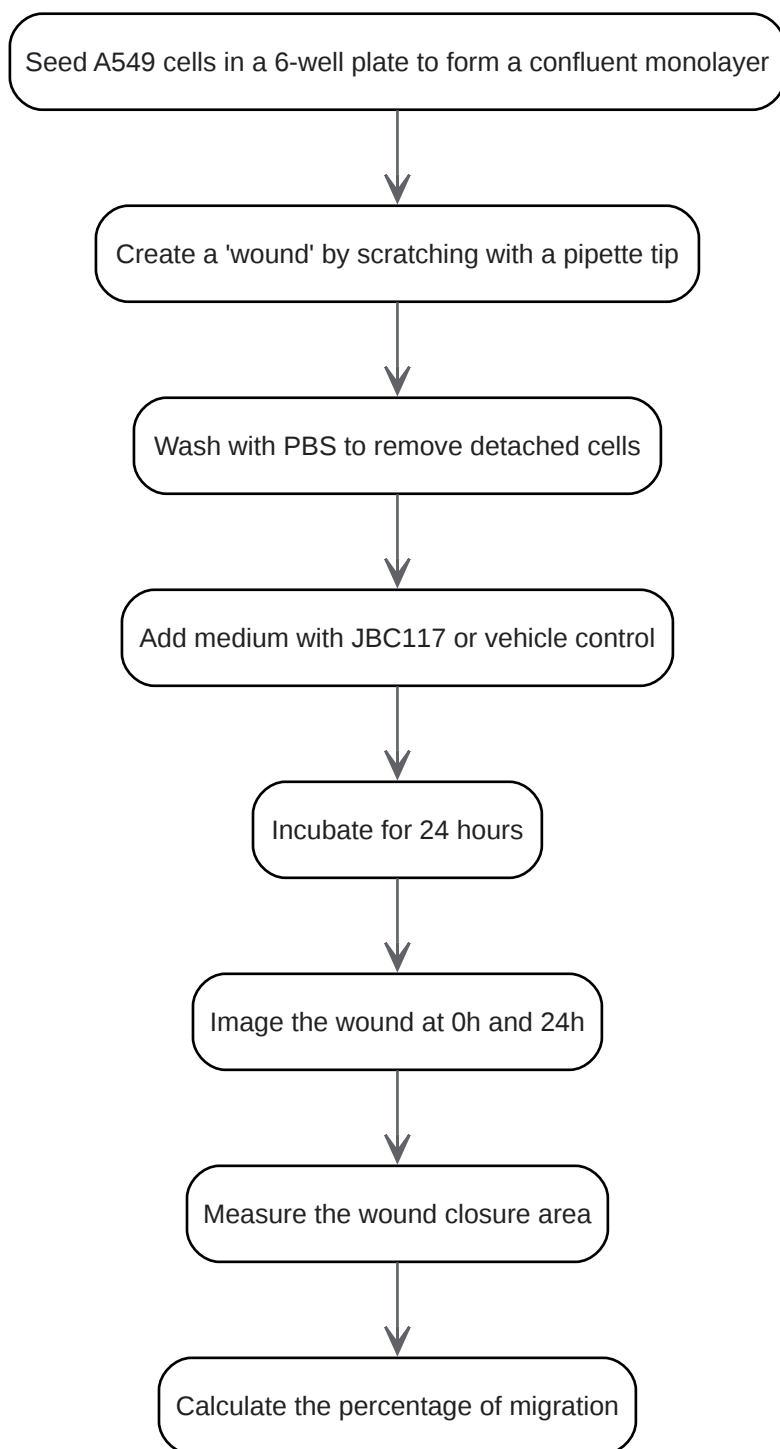 Seed A549 cells in a 6-well plate to form a confluent monolayer
Create a 'wound' by scratching with a pipette tip
Wash with PBS to remove detached cells
Add medium with JBC117 or vehicle control
Incubate for 24 hours
Image the wound at 0h and 24h
Measure the wound closure area
Calculate the percentage of migration